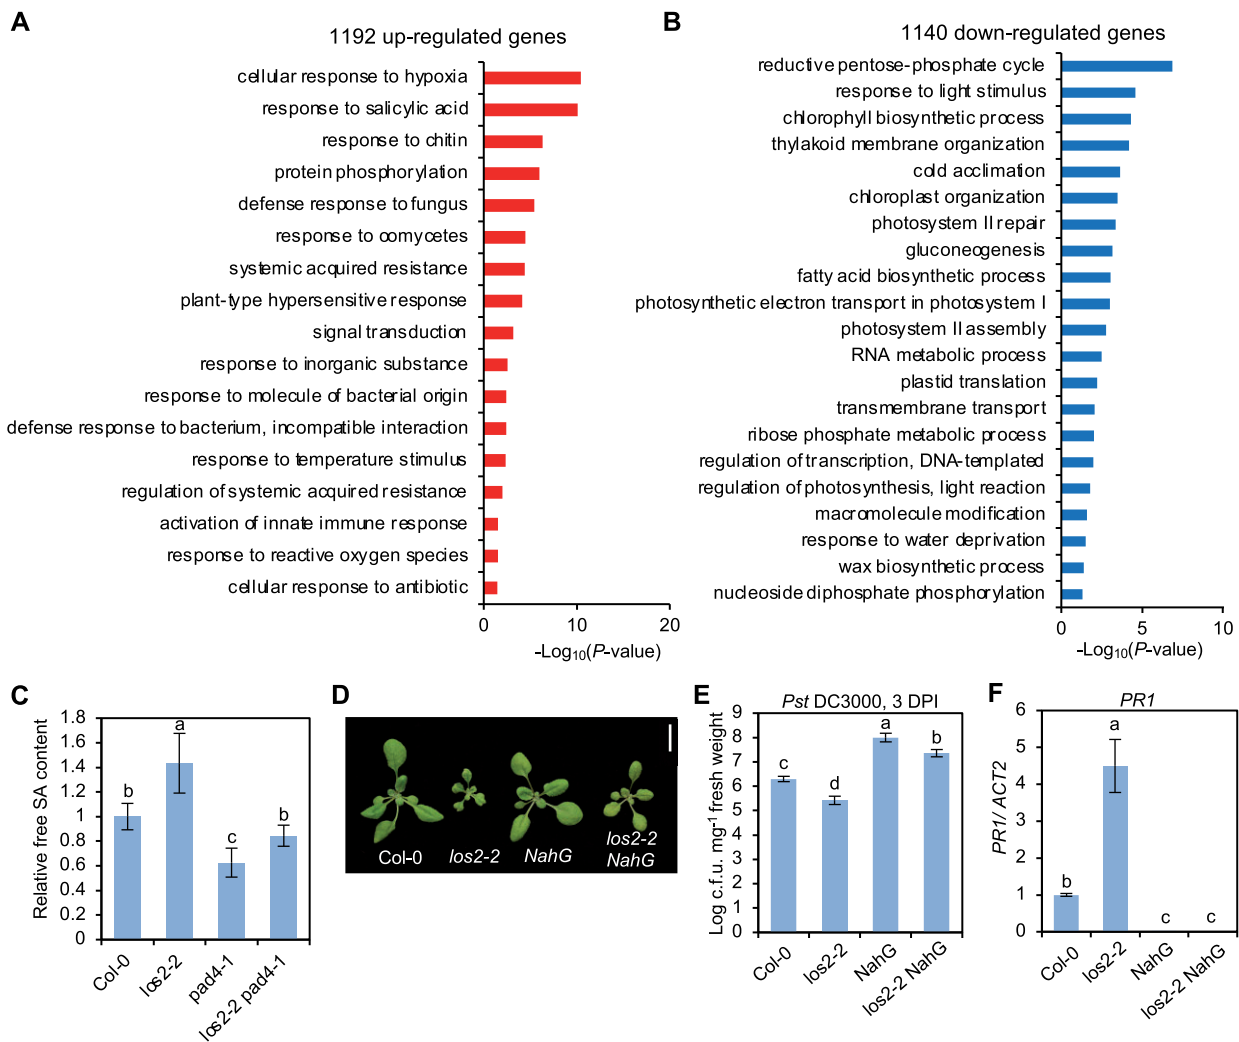 A
1192 up-regulated genes
cellular response to hypoxia
response to salicylic acid
response to chitin
protein phosphorylation
defense response to fungus
response to oomycetes
systemic acquired resistance
plant-type hypersensitive response
signal transduction
response to inorganic substance
response to molecule of bacterial origin
defense response to bacterium, incompatible interaction
response to temperature stimulus
regulation of systemic acquired resistance
activation of innate immune response
response to reactive oxygen species
cellular response to antibiotic
0 10 20
-Log₁₀(P-value)
B
1140 down-regulated genes
reductive pentose-phosphate cycle
response to light stimulus
chlorophyll biosynthetic process
thylakoid membrane organization
cold acclimation
chloroplast organization
photosystem II repair
gluconeogenesis
fatty acid biosynthetic process
photosynthetic electron transport in photosystem I
photosystem II assembly
RNA metabolic process
plastid translation
transmembrane transport
ribose phosphate metabolic process
regulation of transcription, DNA-templated
regulation of photosynthesis, light reaction
macromolecule modification
response to water deprivation
wax biosynthetic process
nucleoside diphosphate phosphorylation
0 5 10
-Log₁₀(P-value)
C
Relative free SA content
1.8
1.6
1.4
1.2
1
0.8
0.6
0.4
0.2
0
b a c b
Col-0 los2-2 pad4-1 los2-2 pad4-1
D
Col-0 los2-2 NahG los2-2
NahG
E
Pst DC3000, 3 DPI
Log c.f.u. mg⁻¹ fresh weight
9
8
7
6
5
4
3
2
1
0
c d a b
Col-0 los2-2 NahG los2-2 NahG
F
PR1
PR1/ ACT2
6
5
4
3
2
1
0
b a c c
Col-0 los2-2 NahG los2-2 NahG